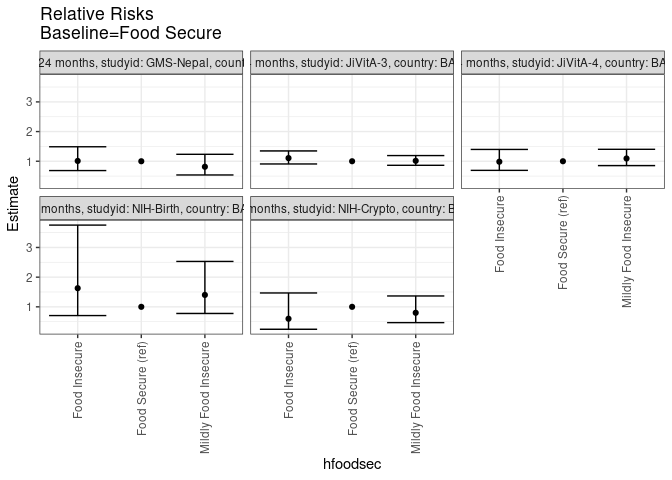 Relative Risks
Baseline=Food Secure
24 months, studyid: GMS-Nepal, count
months, studyid: JiVitA-3, country: BA
months, studyid: JiVitA-4, country: BA
3
2
1
Estimate
months, studyid: NIH-Birth, country: BA
months, studyid: NIH-Crypto, country: B
3
2
1
Food Insecure
Food Secure (ref)
Mildly Food Insecure
Food Insecure
Food Secure (ref)
Mildly Food Insecure
Food Insecure
Food Secure (ref)
Mildly Food Insecure
hfoodsec